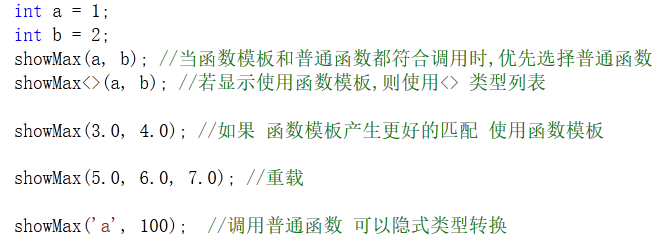 int a = 1;
int b = 2;
showMax(a, b); //当函数模板和普通函数都符合调用时,优先选择普通函数
showMax<>(a, b); //若显示使用函数模板,则使用<> 类型列表
showMax(3.0, 4.0); //如果 函数模板产生更好的匹配 使用函数模板
showMax(5.0, 6.0, 7.0); //重载
showMax('a', 100);  //调用普通函数 可以隐式类型转换